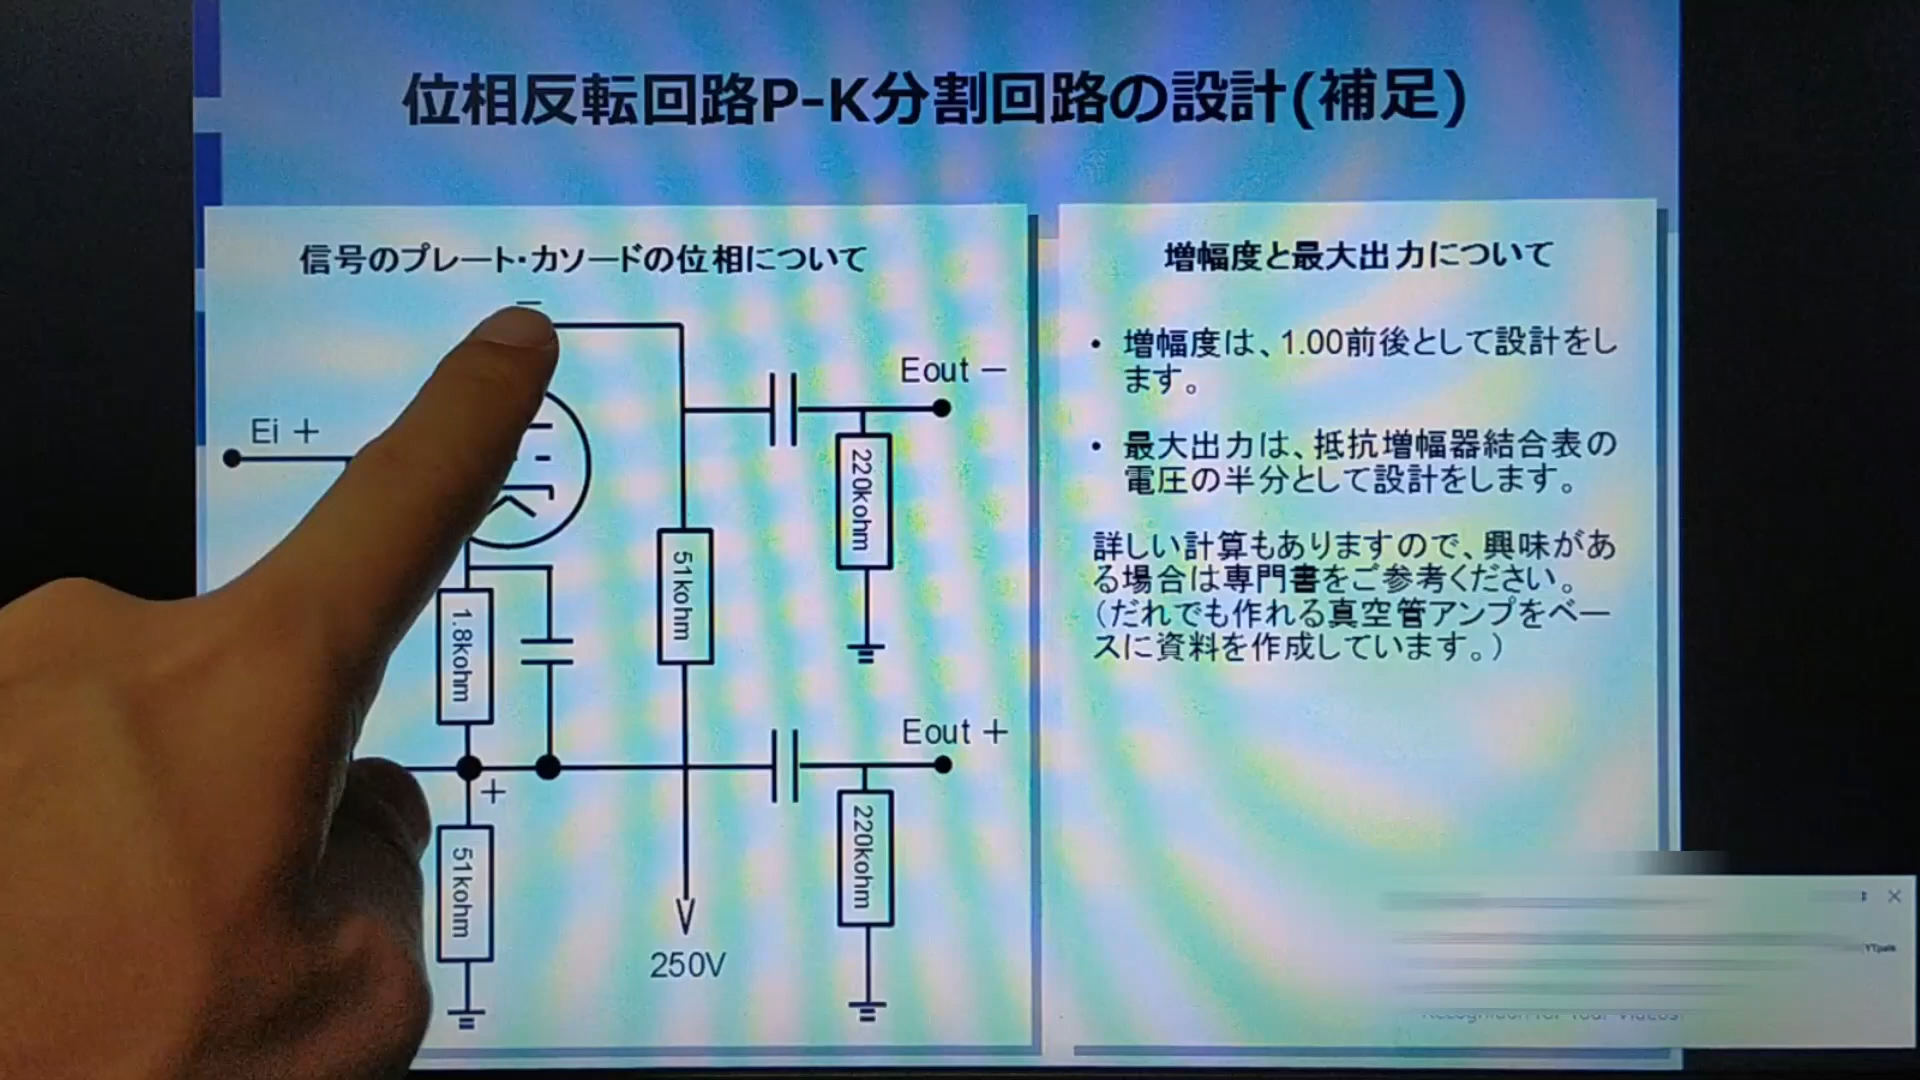 位相反転回路P-K分割回路の設計(補足)
信号のプレート・カソードの位相について
−
Ei +
Eout −
220kohm
51kohm
1.8kohm
+
Eout +
220kohm
51kohm
250V
増幅度と最大出力について
• 増幅度は、1.00前後として設計をし
ます。
• 最大出力は、抵抗増幅器結合表の
電圧の半分として設計をします。
詳しい計算もありますので、興味があ
る場合は専門書をご参考ください。
(だれでも作れる真空管アンプをベー
スに資料を作成しています。)